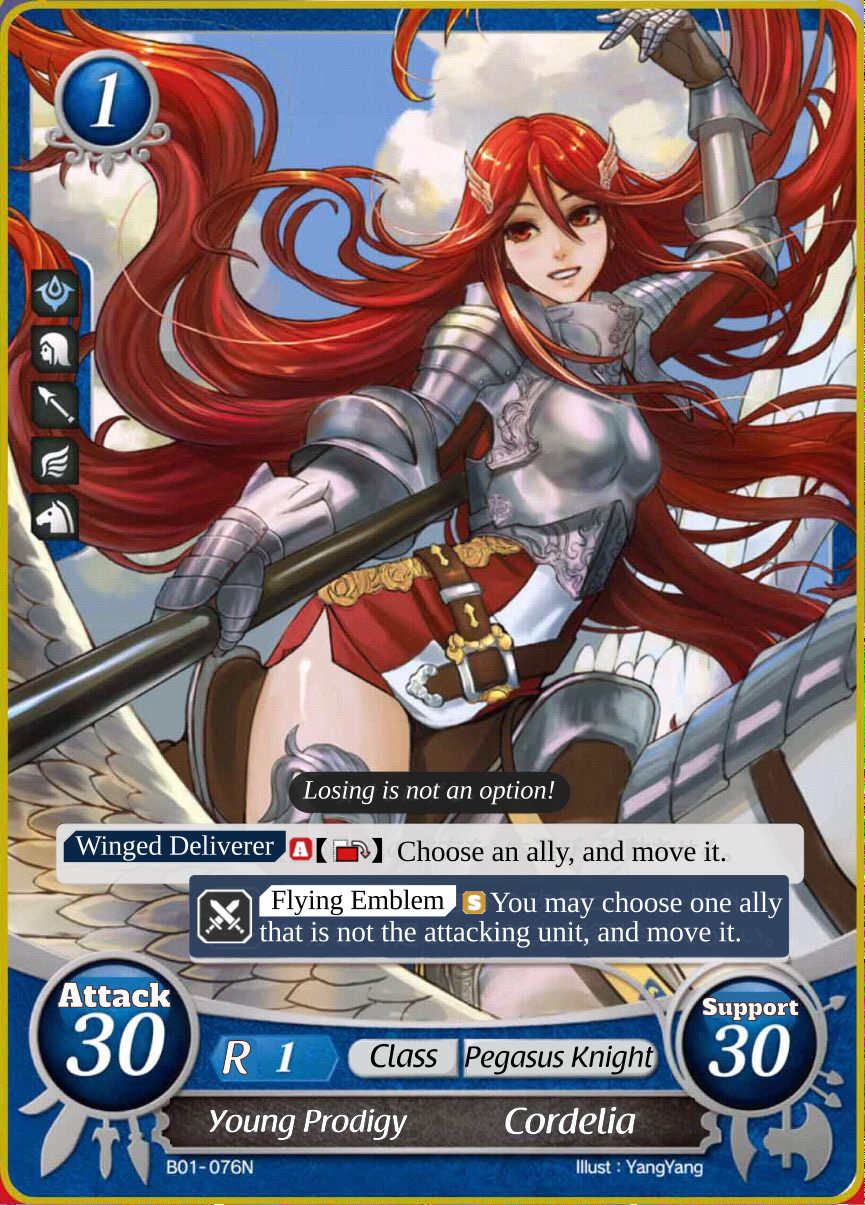 1
Losing is not an option!
Winged Deliverer A【 】 Choose an ally, and move it.
Flying Emblem S You may choose one ally
that is not the attacking unit, and move it.
Attack
30
Support
30
R 1
Class Pegasus Knight
Young Prodigy Cordelia
B01-076N
Illust : YangYang